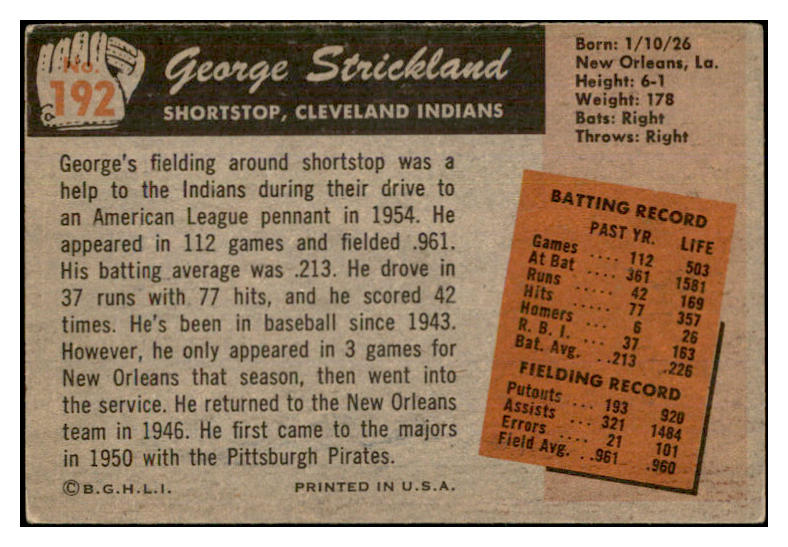 No.
192
George Strickland
SHORTSTOP, CLEVELAND INDIANS
Born: 1/10/26
New Orleans, La.
Height: 6-1
Weight: 178
Bats: Right
Throws: Right
George's fielding around shortstop was a
help to the Indians during their drive to
an American League pennant in 1954. He
appeared in 112 games and fielded .961.
His batting average was .213. He drove in
37 runs with 77 hits, and he scored 42
times. He's been in baseball since 1943.
However, he only appeared in 3 games for
New Orleans that season, then went into
the service. He returned to the New Orleans
team in 1946. He first came to the majors
in 1950 with the Pittsburgh Pirates.
BATTING RECORD
PAST YR. LIFE
Games .... 112 503
At Bat .... 361 1581
Runs .... 42 169
Hits .... 77 357
Homers ... 6 26
R. B. I. ... 37 163
Bat. Avg. .. .213 .226
FIELDING RECORD
Putouts ... 193 920
Assists ... 321 1484
Errors .... 21 101
Field Avg. .. .961 .960
© B.G.H.L.I. PRINTED IN U.S.A.